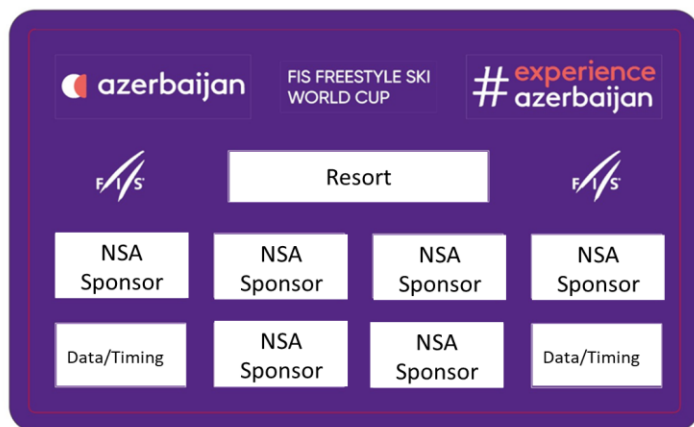 azerbaijan
FIS FREESTYLE SKI
WORLD CUP
#experience
azerbaijan
FIS
Resort
FIS
NSA
Sponsor
NSA
Sponsor
NSA
Sponsor
NSA
Sponsor
Data/Timing
NSA
Sponsor
NSA
Sponsor
Data/Timing